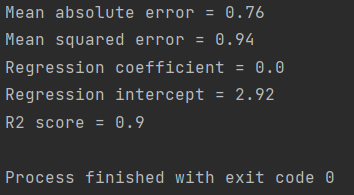 Mean absolute error = 0.76
Mean squared error = 0.94
Regression coefficient = 0.0
Regression intercept = 2.92
R2 score = 0.9
Process finished with exit code 0